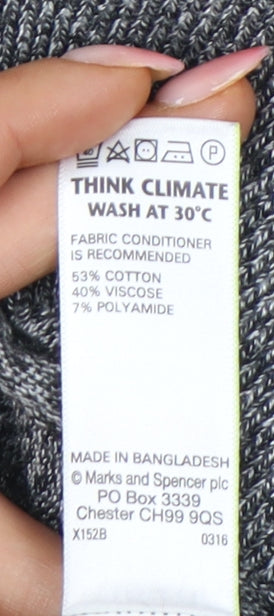 40 P
THINK CLIMATE
WASH AT 30°C
FABRIC CONDITIONER
IS RECOMMENDED
53% COTTON
40% VISCOSE
7% POLYAMIDE
MADE IN BANGLADESH
© Marks and Spencer plc
PO Box 3339
Chester CH99 9QS
X152B 0316